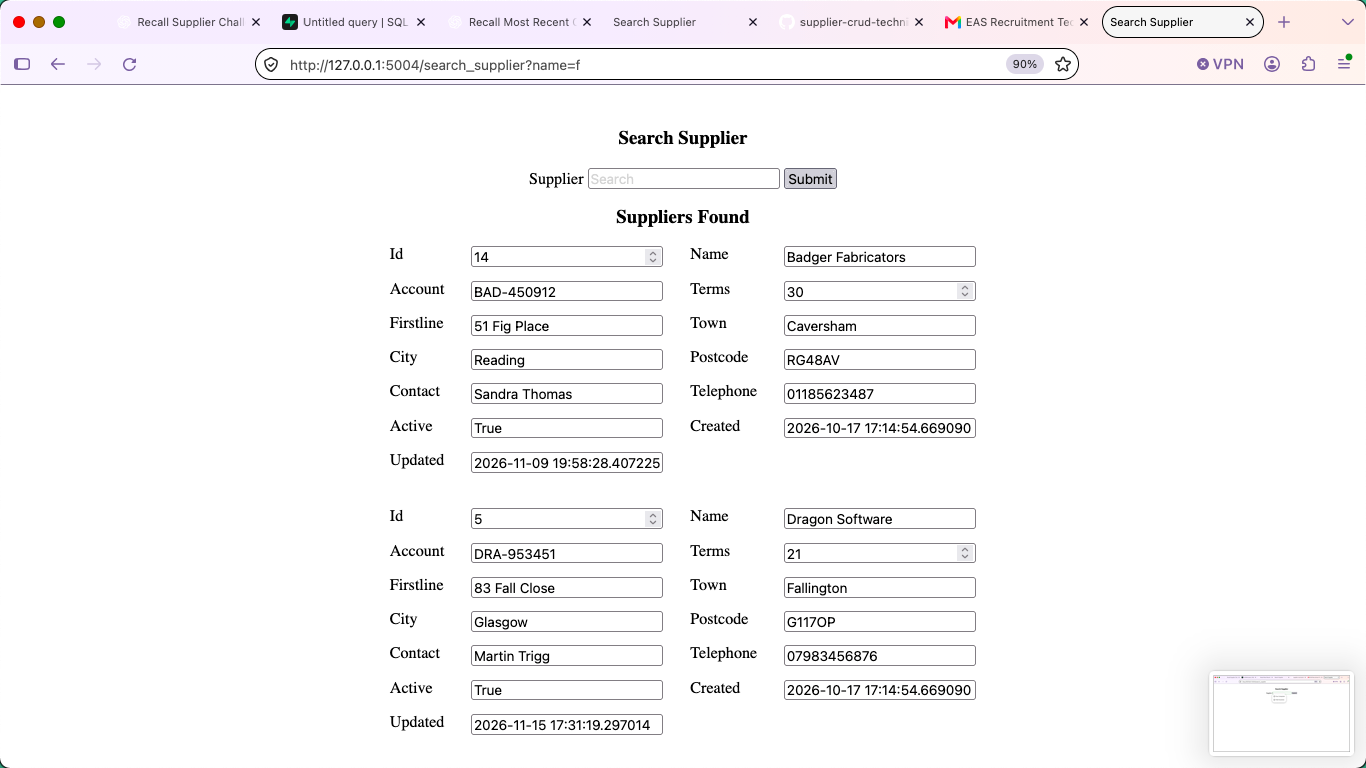 Recall Supplier Chal
Untitled query | SQL
Recall Most Recent
Search Supplier
supplier-crud-techni
EAS Recruitment Tec
Search Supplier
http://127.0.0.1:5004/search_supplier?name=f
90%
VPN
Search Supplier
Supplier Search Submit
Suppliers Found
Id 14 Name Badger Fabricators
Account BAD-450912 Terms 30
Firstline 51 Fig Place Town Caversham
City Reading Postcode RG48AV
Contact Sandra Thomas Telephone 01185623487
Active True Created 2026-10-17 17:14:54.669090
Updated 2026-11-09 19:58:28.407225
Id 5 Name Dragon Software
Account DRA-953451 Terms 21
Firstline 83 Fall Close Town Fallington
City Glasgow Postcode G117OP
Contact Martin Trigg Telephone 07983456876
Active True Created 2026-10-17 17:14:54.669090
Updated 2026-11-15 17:31:19.297014